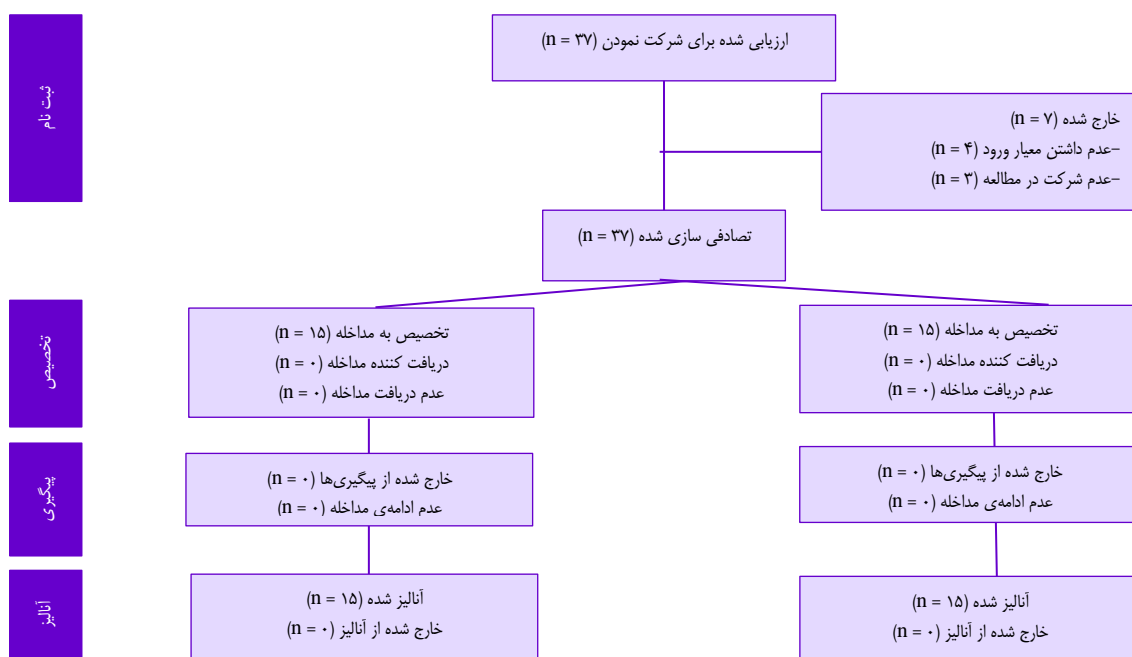 ثبت نام
ارزیابی شده برای شرکت نمودن (n = ۳۷)
خارج شده (n = ۷)
-عدم داشتن معیار ورود (n = ۴)
-عدم شرکت در مطالعه (n = ۳)
تصادفی سازی شده (n = ۳۷)
تخصیص
تخصیص به مداخله (n = ۱۵)
دریافت کننده مداخله (n = ۰)
عدم دریافت مداخله (n = ۰)
تخصیص به مداخله (n = ۱۵)
دریافت کننده مداخله (n = ۰)
عدم دریافت مداخله (n = ۰)
پیگیری
خارج شده از پیگیری‌ها (n = ۰)
عدم ادامه‌ی مداخله (n = ۰)
خارج شده از پیگیری‌ها (n = ۰)
عدم ادامه‌ی مداخله (n = ۰)
آنالیز
آنالیز شده (n = ۱۵)
خارج شده از آنالیز (n = ۰)
آنالیز شده (n = ۱۵)
خارج شده از آنالیز (n = ۰)